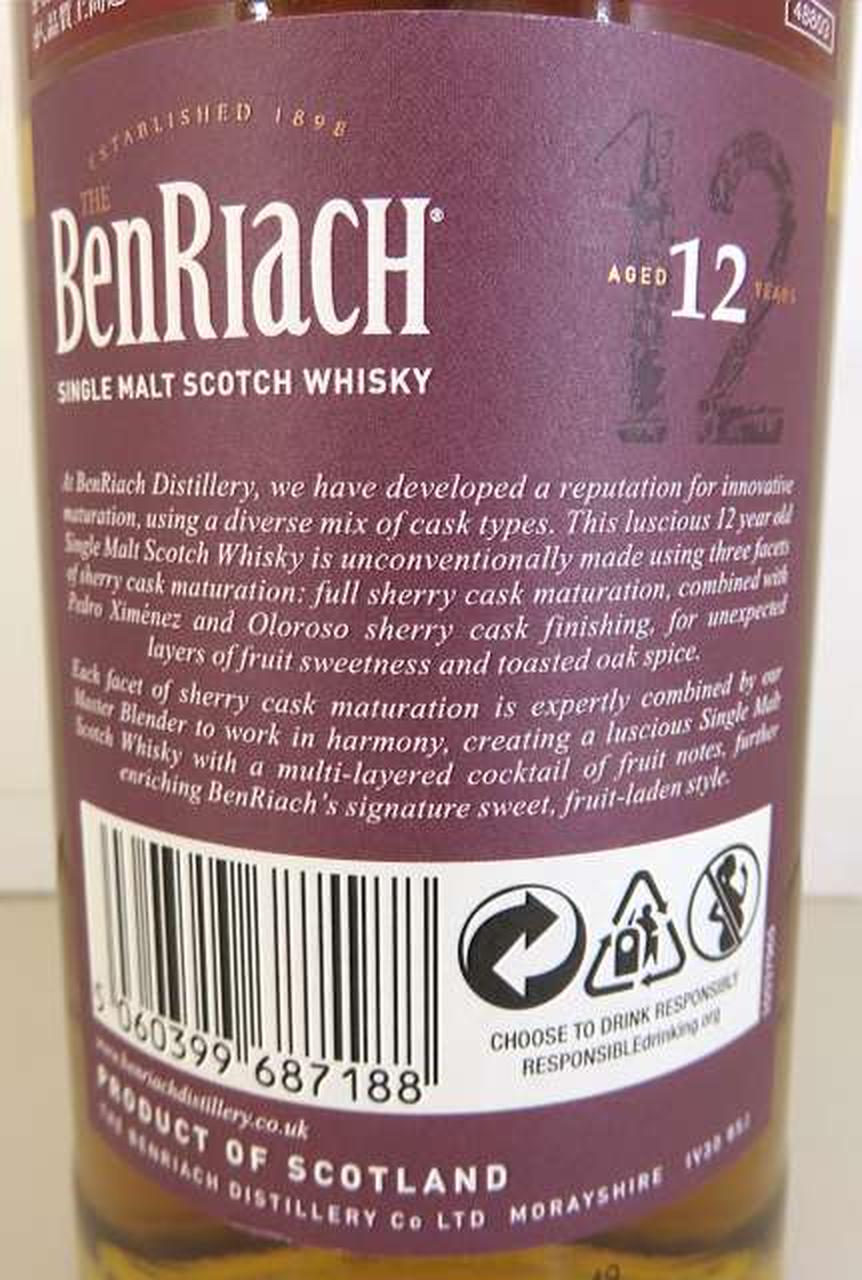 48803
ESTABLISHED 1898
THE
BenRiach®
SINGLE MALT SCOTCH WHISKY
12
AGED 12 YEARS
At BenRiach Distillery, we have developed a reputation for innovative
maturation, using a diverse mix of cask types. This luscious 12 year old
Single Malt Scotch Whisky is unconventionally made using three facets
of sherry cask maturation: full sherry cask maturation, combined with
Pedro Ximénez and Oloroso sherry cask finishing, for unexpected
layers of fruit sweetness and toasted oak spice.
Each facet of sherry cask maturation is expertly combined by our
Master Blender to work in harmony, creating a luscious Single Malt
Scotch Whisky with a multi-layered cocktail of fruit notes, further
enriching BenRiach's signature sweet, fruit-laden style.
5 060399 687188
CHOOSE TO DRINK RESPONSIBLY
RESPONSIBLEdrinking.org
www.benriachdistillery.co.uk
PRODUCT OF SCOTLAND
THE BENRIACH DISTILLERY Co LTD MORAYSHIRE IV30 8SJ